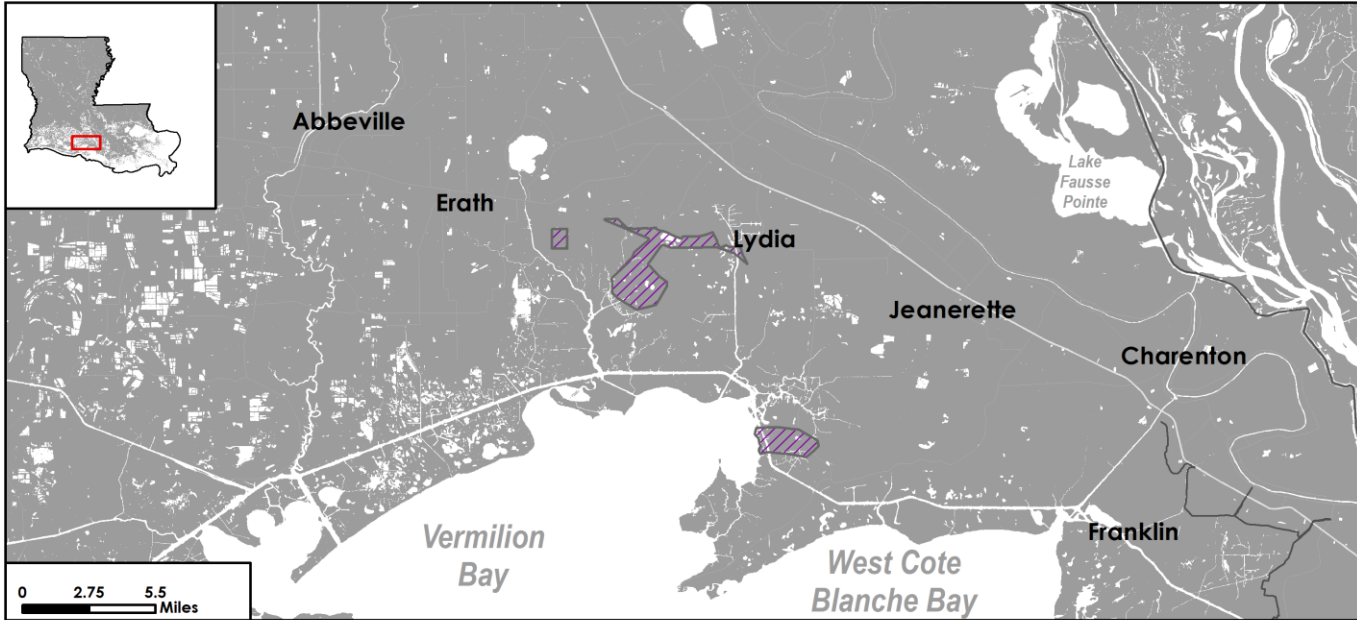 Abbeville
Erath
Lydia
Lake
Fausse
Pointe
Jeanerette
Charenton
Franklin
Vermilion
Bay
West Cote
Blanche Bay
0 2.75 5.5
Miles